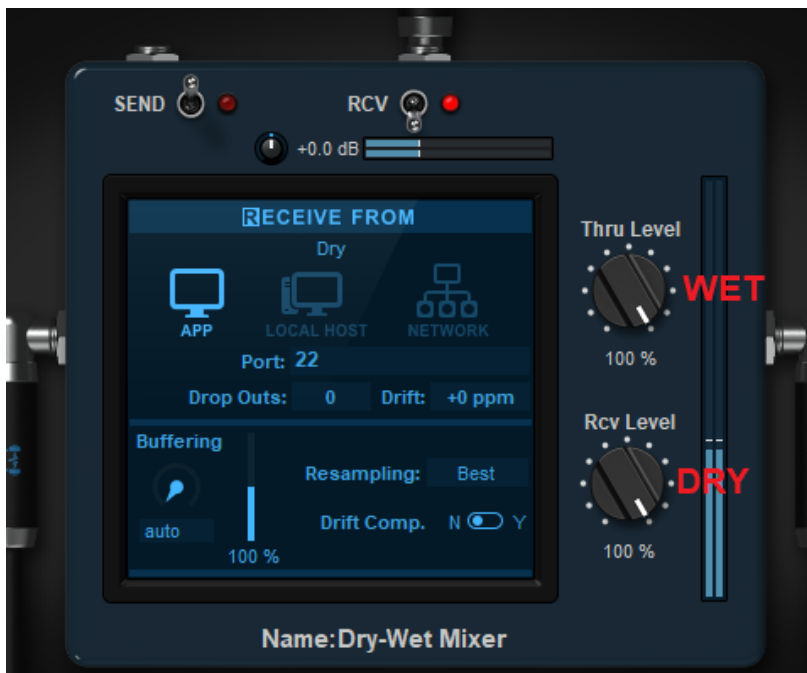 SEND RCV
+0.0 dB
RECEIVE FROM
Dry
APP LOCAL HOST NETWORK
Port: 22
Drop Outs: 0 Drift: +0 ppm
Buffering
auto
100 %
Resampling: Best
Drift Comp. N Y
Thru Level
WET
100 %
Rcv Level
DRY
100 %
Name:Dry-Wet Mixer